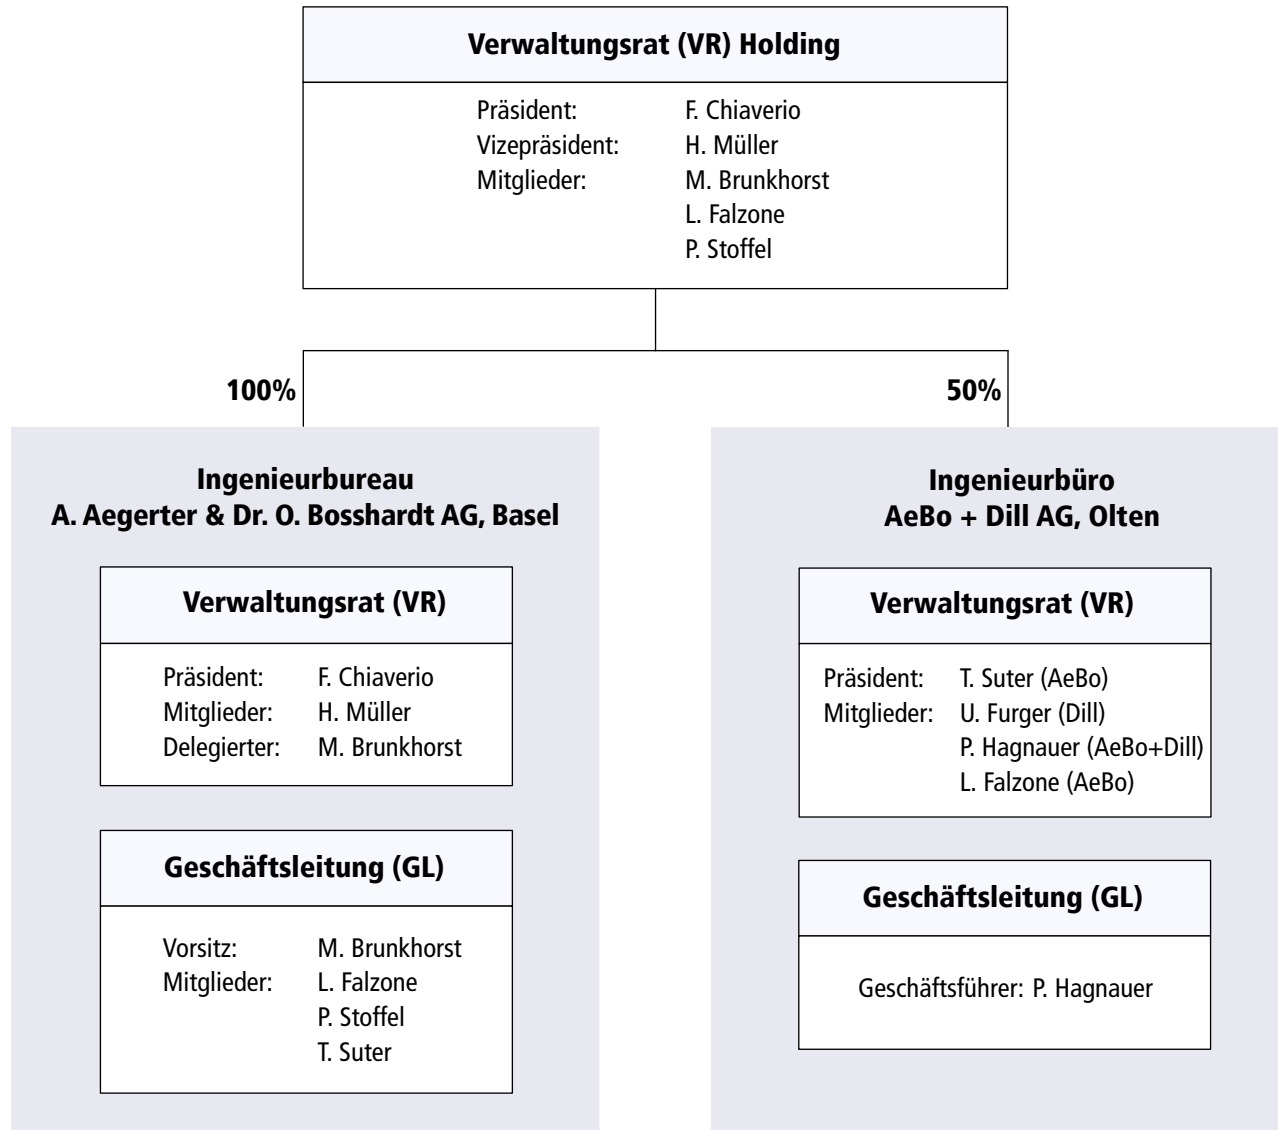 Verwaltungsrat (VR) Holding
Präsident: F. Chiaverio
Vizepräsident: H. Müller
Mitglieder: M. Brunkhorst
L. Falzone
P. Stoffel
100%
Ingenieurbureau
A. Aegerter & Dr. O. Bosshardt AG, Basel
Verwaltungsrat (VR)
Präsident: F. Chiaverio
Mitglieder: H. Müller
Delegierter: M. Brunkhorst
Geschäftsleitung (GL)
Vorsitz: M. Brunkhorst
Mitglieder: L. Falzone
P. Stoffel
T. Suter
50%
Ingenieurbüro
AeBo + Dill AG, Olten
Verwaltungsrat (VR)
Präsident: T. Suter (AeBo)
Mitglieder: U. Furger (Dill)
P. Hagnauer (AeBo+Dill)
L. Falzone (AeBo)
Geschäftsleitung (GL)
Geschäftsführer: P. Hagnauer